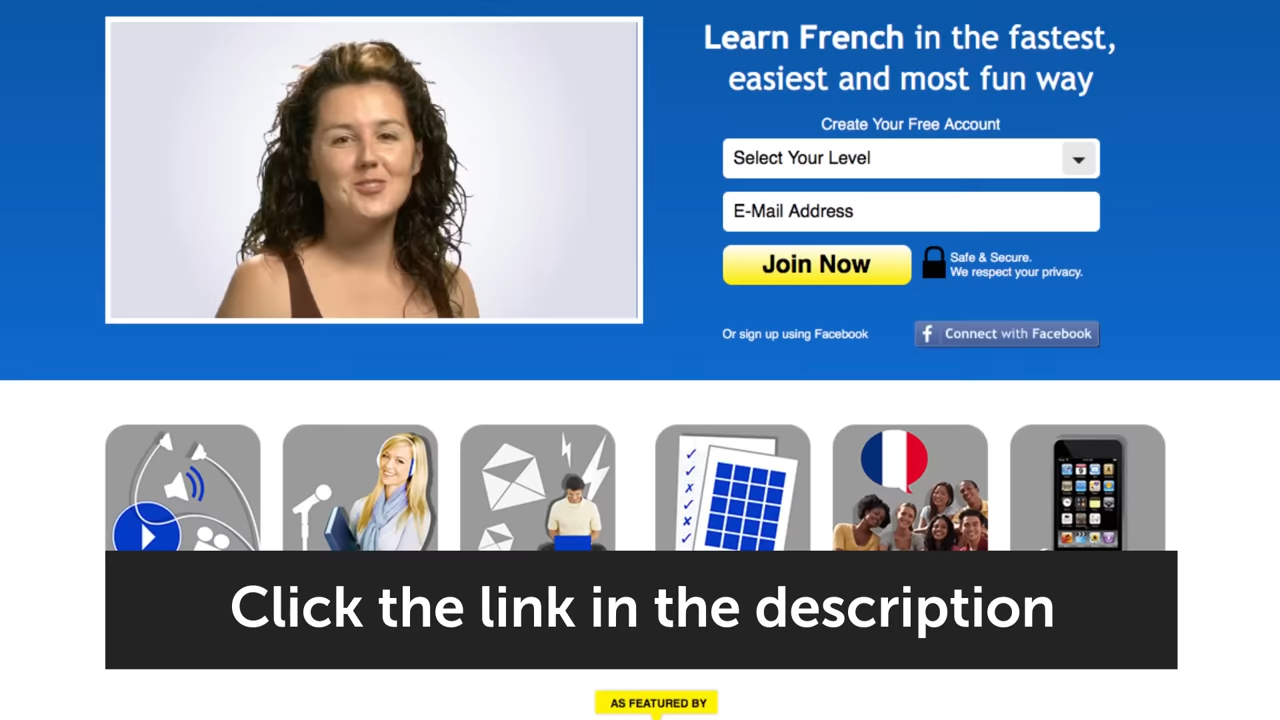 Learn French in the fastest,
easiest and most fun way
Create Your Free Account
Select Your Level
E-Mail Address
Join Now
Safe & Secure.
We respect your privacy.
Or sign up using Facebook
f Connect with Facebook
Click the link in the description
AS FEATURED BY